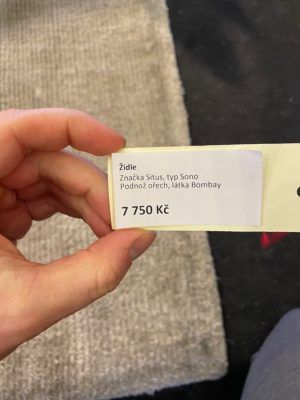 Židle
Značka Situs, typ Sono
Podnož ořech, látka Bombay
7 750 Kč